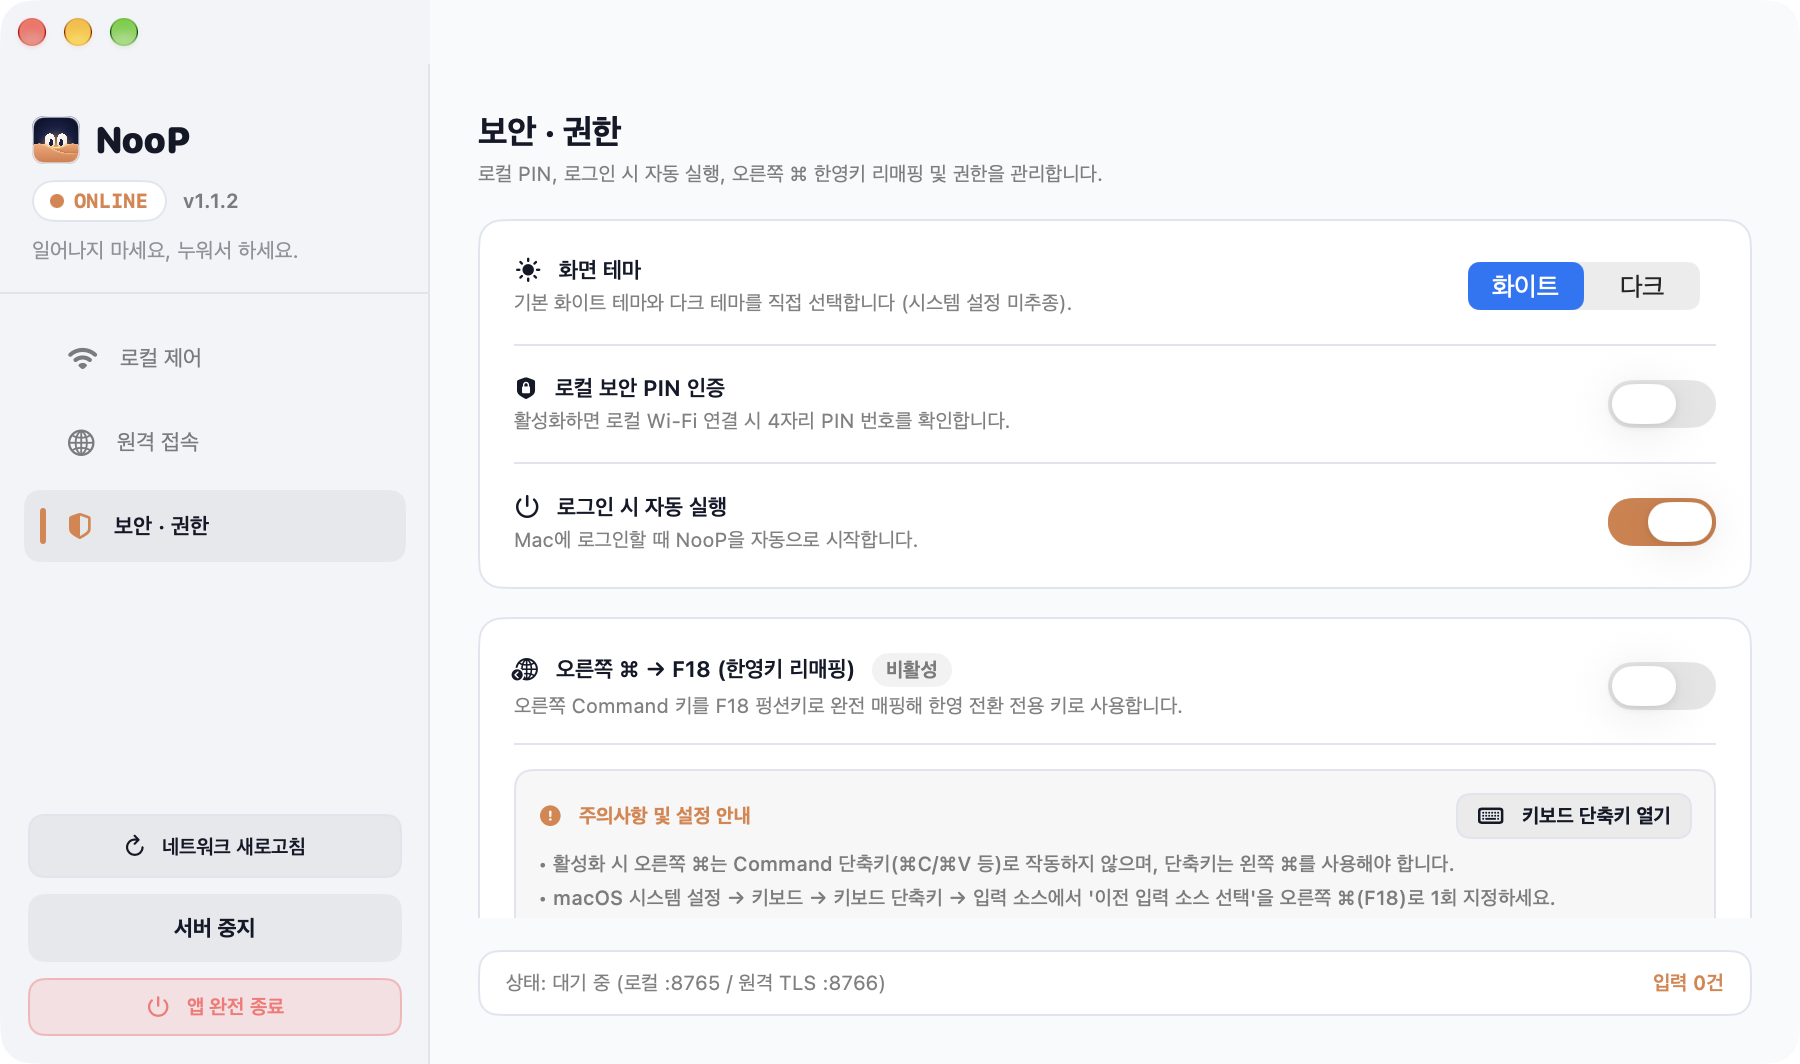 NooP
ONLINE v1.1.2
일어나지 마세요, 누워서 하세요.
로컬 제어
원격 접속
보안 · 권한
네트워크 새로고침
서버 중지
앱 완전 종료
보안 · 권한
로컬 PIN, 로그인 시 자동 실행, 오른쪽 ⌘ 한영키 리매핑 및 권한을 관리합니다.
화면 테마
기본 화이트 테마와 다크 테마를 직접 선택합니다 (시스템 설정 미추종).
화이트 다크
로컬 보안 PIN 인증
활성화하면 로컬 Wi-Fi 연결 시 4자리 PIN 번호를 확인합니다.
로그인 시 자동 실행
Mac에 로그인할 때 NooP을 자동으로 시작합니다.
오른쪽 ⌘ → F18 (한영키 리매핑) 비활성
오른쪽 Command 키를 F18 펑션키로 완전 매핑해 한영 전환 전용 키로 사용합니다.
주의사항 및 설정 안내
키보드 단축키 열기
• 활성화 시 오른쪽 ⌘는 Command 단축키(⌘C/⌘V 등)로 작동하지 않으며, 단축키는 왼쪽 ⌘를 사용해야 합니다.
• macOS 시스템 설정 → 키보드 → 키보드 단축키 → 입력 소스에서 '이전 입력 소스 선택'을 오른쪽 ⌘(F18)로 1회 지정하세요.
상태: 대기 중 (로컬 :8765 / 원격 TLS :8766)
입력 0건